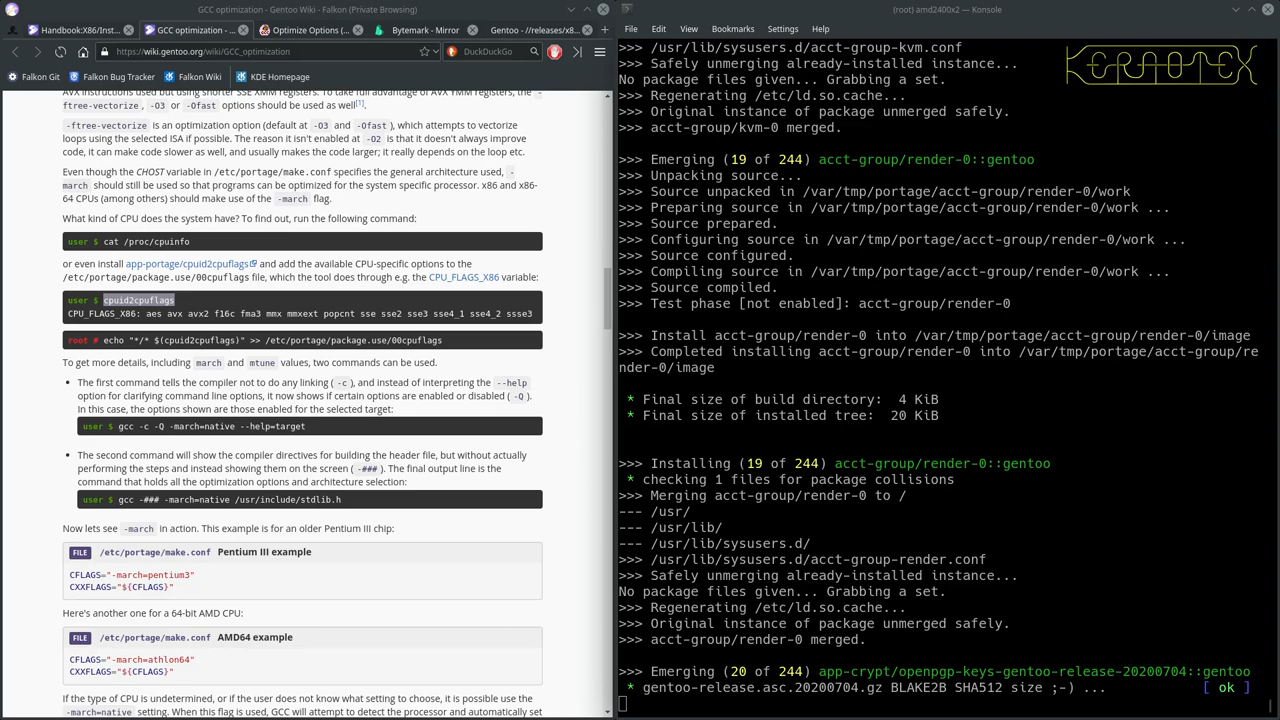 GCC optimization - Gentoo Wiki - Falkon (Private Browsing)
Handbook:X86/Inst...
GCC optimization -...
Optimize Options (...
Bytemark - Mirror
Gentoo - //releases/x8...
https://wiki.gentoo.org/wiki/GCC_optimization
DuckDuckGo
Falkon Git
Falkon Bug Tracker
Falkon Wiki
KDE Homepage
AVX instructions used but using shorter SSE XMM registers. To take full advantage of AVX YMM registers, the -
ftree-vectorize, -O3 or -Ofast options should be used as well[1].
-ftree-vectorize is an optimization option (default at -O3 and -Ofast), which attempts to vectorize
loops using the selected ISA if possible. The reason it isn't enabled at -O2 is that it doesn't always improve
code, it can make code slower as well, and usually makes the code larger; it really depends on the loop etc.
Even though the CHOST variable in /etc/portage/make.conf specifies the general architecture used, -
march should still be used so that programs can be optimized for the system specific processor. x86 and x86-
64 CPUs (among others) should make use of the -march flag.
What kind of CPU does the system have? To find out, run the following command:
user $ cat /proc/cpuinfo
or even install app-portage/cpuid2cpuflags and add the available CPU-specific options to the
/etc/portage/package.use/00cpuflags file, which the tool does through e.g. the CPU_FLAGS_X86 variable:
user $ cpuid2cpuflags
CPU_FLAGS_X86: aes avx avx2 f16c fma3 mmx mmxext popcnt sse sse2 sse3 sse4_1 sse4_2 ssse3
root # echo "*/* $(cpuid2cpuflags)" >> /etc/portage/package.use/00cpuflags
To get more details, including march and mtune values, two commands can be used.
• The first command tells the compiler not to do any linking (-c), and instead of interpreting the --help
option for clarifying command line options, it now shows if certain options are enabled or disabled (-Q).
In this case, the options shown are those enabled for the selected target:
user $ gcc -c -Q -march=native --help=target
• The second command will show the compiler directives for building the header file, but without actually
performing the steps and instead showing them on the screen (-###). The final output line is the
command that holds all the optimization options and architecture selection:
user $ gcc -### -march=native /usr/include/stdlib.h
Now lets see -march in action. This example is for an older Pentium III chip:
FILE /etc/portage/make.conf Pentium III example
CFLAGS="-march=pentium3"
CXXFLAGS="${CFLAGS}"
Here's another one for a 64-bit AMD CPU:
FILE /etc/portage/make.conf AMD64 example
CFLAGS="-march=athlon64"
CXXFLAGS="${CFLAGS}"
If the type of CPU is undetermined, or if the user does not know what setting to choose, it is possible use the
-march=native setting. When this flag is used, GCC will attempt to detect the processor and automatically set
(root) amd2400x2 — Konsole
File Edit View Bookmarks Settings Help
KERAOTEX
>>> /usr/lib/sysusers.d/acct-group-kvm.conf
>>> Safely unmerging already-installed instance...
No package files given... Grabbing a set.
>>> Regenerating /etc/ld.so.cache...
>>> Original instance of package unmerged safely.
>>> acct-group/kvm-0 merged.
>>> Emerging (19 of 244) acct-group/render-0::gentoo
>>> Unpacking source...
>>> Source unpacked in /var/tmp/portage/acct-group/render-0/work
>>> Preparing source in /var/tmp/portage/acct-group/render-0/work ...
>>> Source prepared.
>>> Configuring source in /var/tmp/portage/acct-group/render-0/work ...
>>> Source configured.
>>> Compiling source in /var/tmp/portage/acct-group/render-0/work ...
>>> Source compiled.
>>> Test phase [not enabled]: acct-group/render-0
>>> Install acct-group/render-0 into /var/tmp/portage/acct-group/render-0/image
>>> Completed installing acct-group/render-0 into /var/tmp/portage/acct-group/re
nder-0/image
* Final size of build directory: 4 KiB
* Final size of installed tree: 20 KiB
>>> Installing (19 of 244) acct-group/render-0::gentoo
* checking 1 files for package collisions
>>> Merging acct-group/render-0 to /
--- /usr/
--- /usr/lib/
--- /usr/lib/sysusers.d/
>>> /usr/lib/sysusers.d/acct-group-render.conf
>>> Safely unmerging already-installed instance...
No package files given... Grabbing a set.
>>> Regenerating /etc/ld.so.cache...
>>> Original instance of package unmerged safely.
>>> acct-group/render-0 merged.
>>> Emerging (20 of 244) app-crypt/openpgp-keys-gentoo-release-20200704::gentoo
* gentoo-release.asc.20200704.gz BLAKE2B SHA512 size ;-) ... [ ok ]